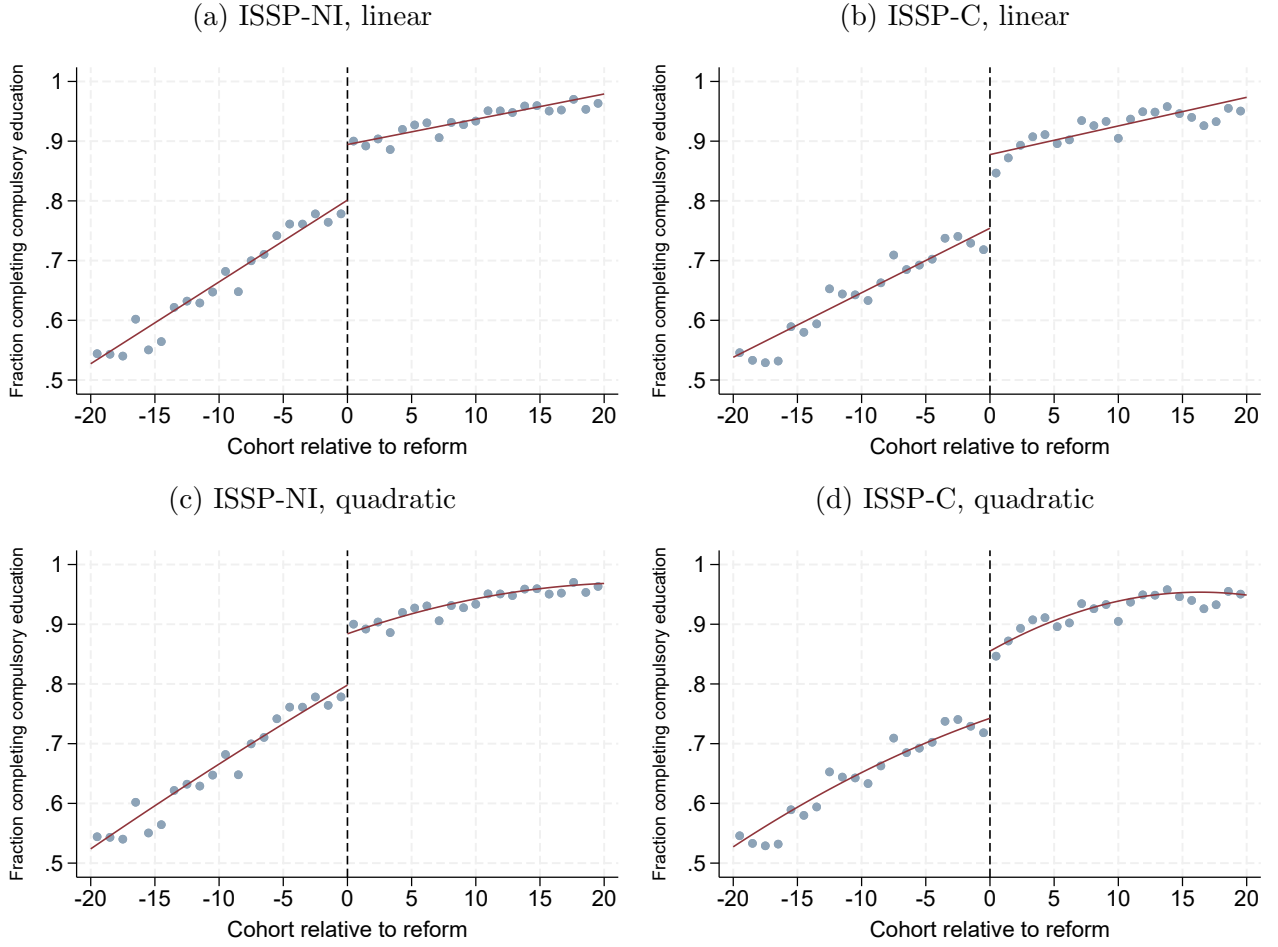 (a) ISSP-NI, linear
Fraction completing compulsory education
1
.9
.8
.7
.6
.5
-20 -15 -10 -5 0 5 10 15 20
Cohort relative to reform
(b) ISSP-C, linear
Fraction completing compulsory education
1
.9
.8
.7
.6
.5
-20 -15 -10 -5 0 5 10 15 20
Cohort relative to reform
(c) ISSP-NI, quadratic
Fraction completing compulsory education
1
.9
.8
.7
.6
.5
-20 -15 -10 -5 0 5 10 15 20
Cohort relative to reform
(d) ISSP-C, quadratic
Fraction completing compulsory education
1
.9
.8
.7
.6
.5
-20 -15 -10 -5 0 5 10 15 20
Cohort relative to reform